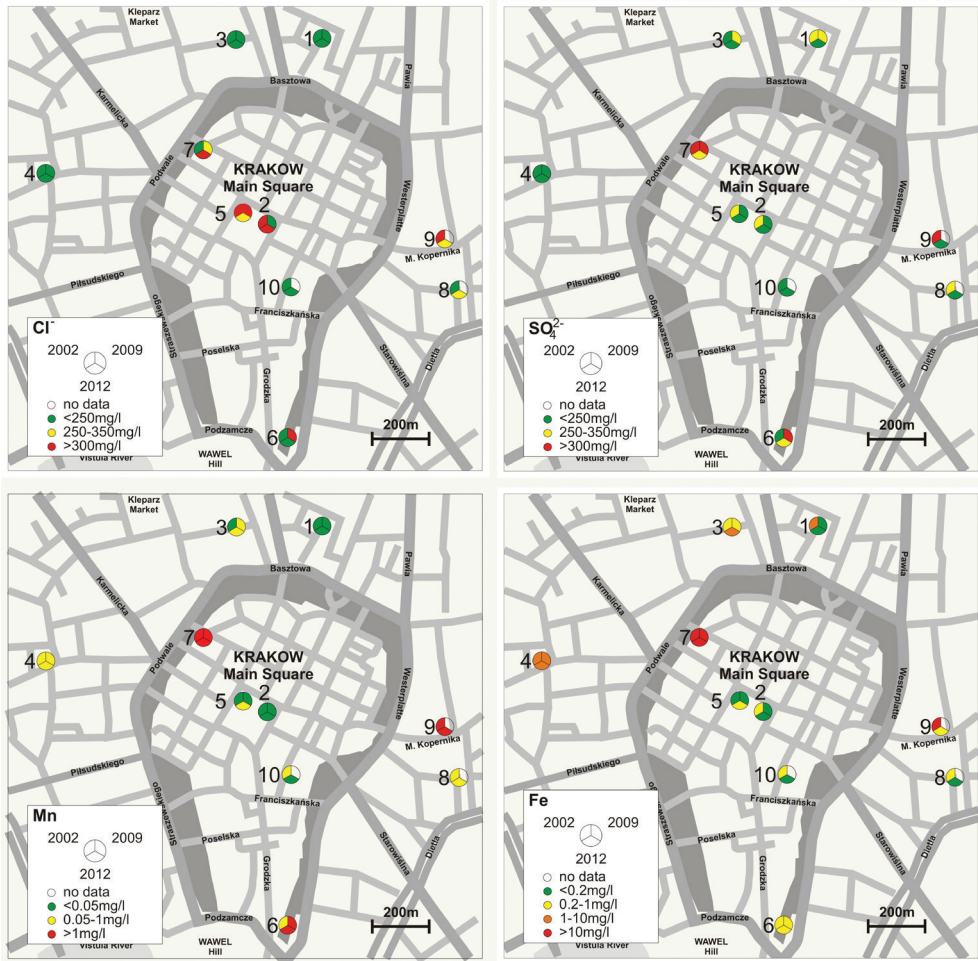 Kleparz
Market
3
1
Basztowa
Pawia
Karmelicka
7
Podwale
KRAKOW
Main Square
4
5
2
Westerplatte
9
M. Kopernika
8
Piłsudskiego
10
Franciszkańska
Straszewskiego
Starowiślna
Dietla
Poselska
Grodzka
Podzamcze
6
WAWEL
Hill
Vistula River
200m
Cl⁻
2002
2009
2012
no data
<250mg/l
250-350mg/l
>300mg/l
Kleparz
Market
3
1
Basztowa
Pawia
Karmelicka
7
Podwale
KRAKOW
Main Square
4
5
2
Westerplatte
9
M. Kopernika
8
Piłsudskiego
10
Franciszkańska
Straszewskiego
Starowiślna
Dietla
Poselska
Grodzka
Podzamcze
6
WAWEL
Hill
Vistula River
200m
SO₄²⁻
2002
2009
2012
no data
<250mg/l
250-350mg/l
>300mg/l
Kleparz
Market
3
1
Basztowa
Pawia
Karmelicka
7
Podwale
KRAKOW
Main Square
4
5
2
Westerplatte
9
M. Kopernika
8
Piłsudskiego
10
Franciszkańska
Straszewskiego
Starowiślna
Dietla
Poselska
Grodzka
Podzamcze
6
WAWEL
Hill
Vistula River
200m
Mn
2002
2009
2012
no data
<0.05mg/l
0.05-1mg/l
>1mg/l
Kleparz
Market
3
1
Basztowa
Pawia
Karmelicka
7
Podwale
KRAKOW
Main Square
4
5
2
Westerplatte
9
M. Kopernika
8
Piłsudskiego
10
Franciszkańska
Straszewskiego
Starowiślna
Dietla
Poselska
Grodzka
Podzamcze
6
WAWEL
Hill
Vistula River
200m
Fe
2002
2009
2012
no data
<0.2mg/l
0.2-1mg/l
1-10mg/l
>10mg/l